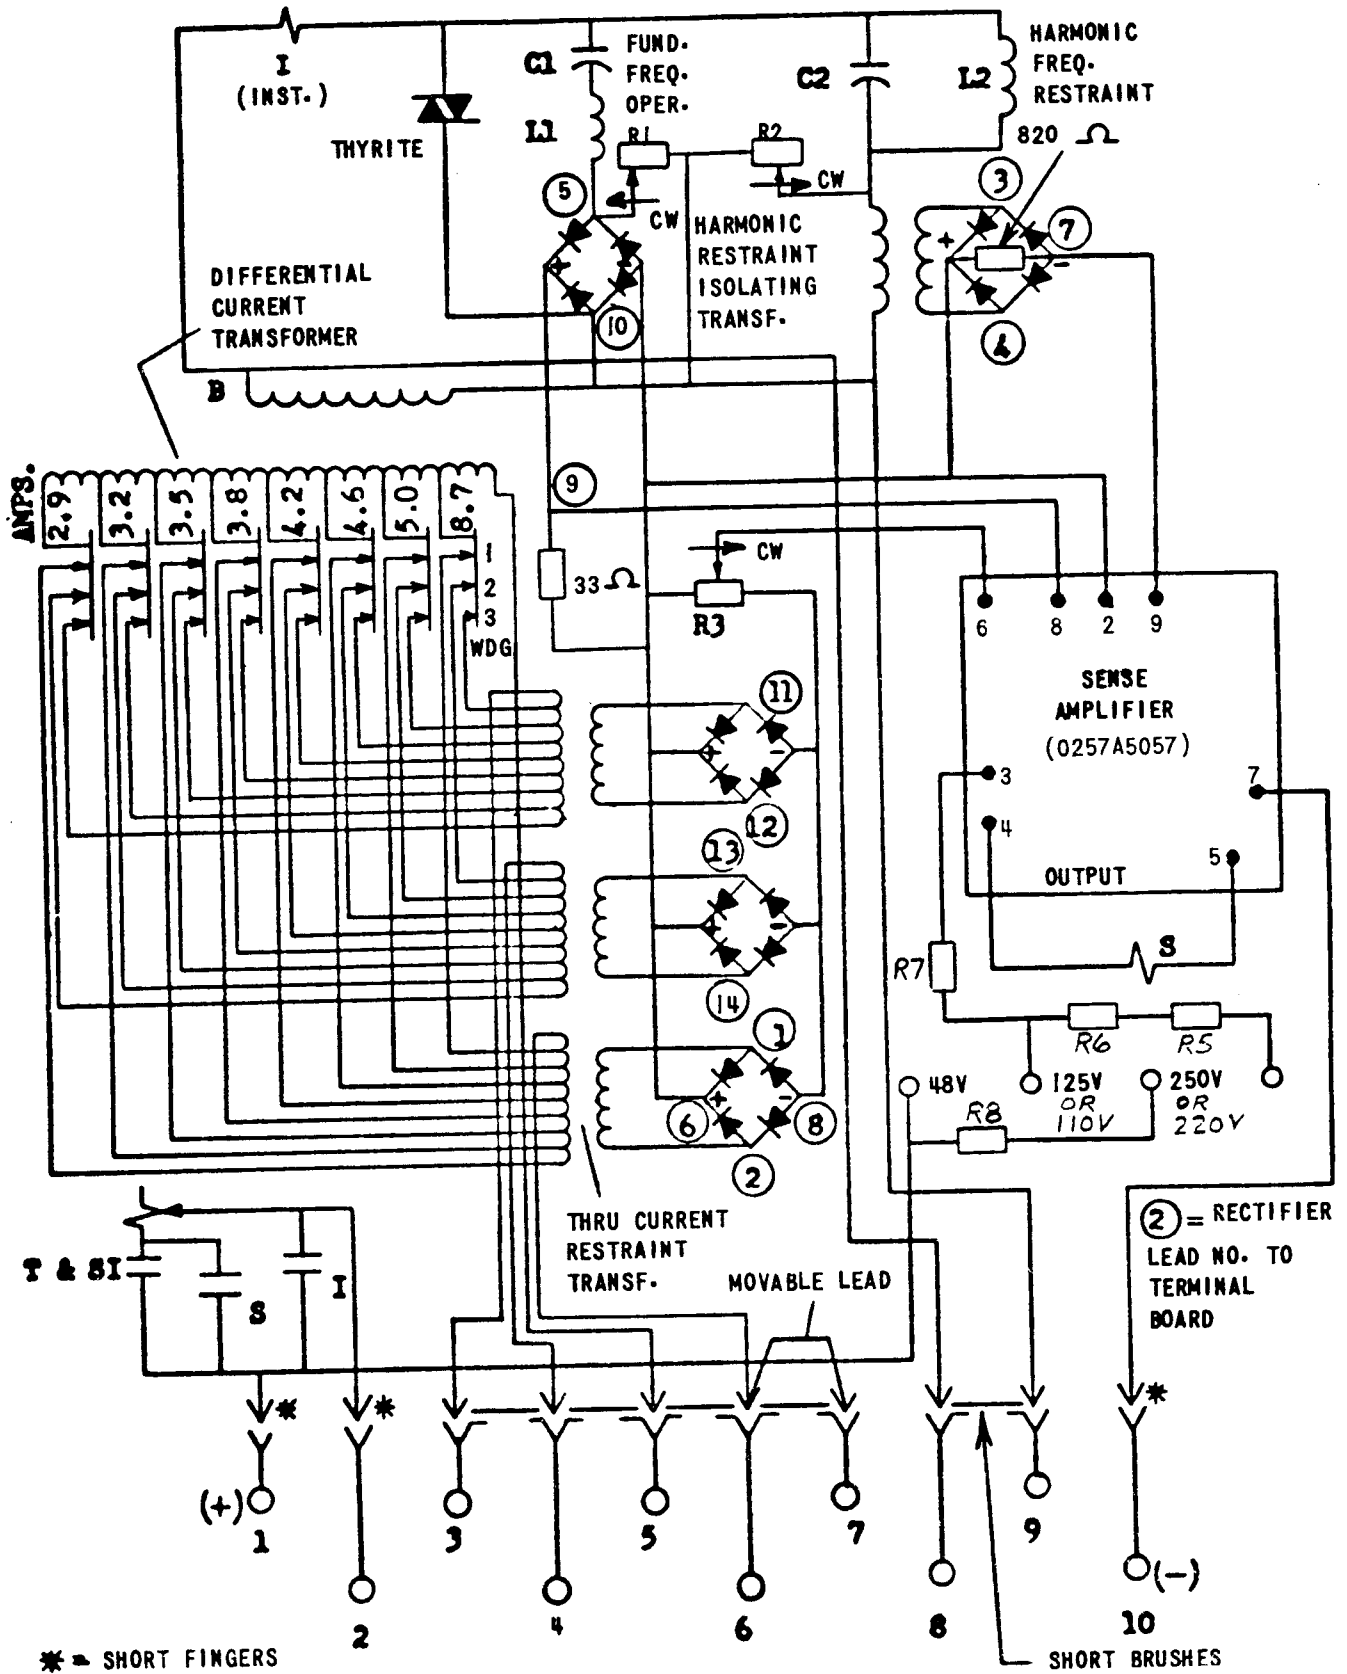 I
(INST.)
THYRITE
C1
L1
FUND.
FREQ.
OPER.
R1
R2
CW
CW
C2
L2
HARMONIC
FREQ.
RESTRAINT
820 Ω
5
10
3
7
4
+
-
+
-
HARMONIC
RESTRAINT
ISOLATING
TRANSF.
DIFFERENTIAL
CURRENT
TRANSFORMER
B
AMPS.
2.9
3.2
3.5
3.8
4.2
4.6
5.0
8.7
1
2
3
WDG
9
33 Ω
CW
R3
6
8
2
9
SENSE
AMPLIFIER
(0257A5057)
3
7
4
5
OUTPUT
S
11
+
-
12
13
+
-
14
1
+
-
6
8
2
R7
R6
R5
48V
125V
OR
110V
250V
OR
220V
R8
2 = RECTIFIER
LEAD NO. TO
TERMINAL
BOARD
THRU CURRENT
RESTRAINT
TRANSF.
MOVABLE LEAD
T & SI
S
I
*
*
*
(+)
1
2
3
4
5
6
7
8
9
10
(-)
* = SHORT FINGERS
SHORT BRUSHES